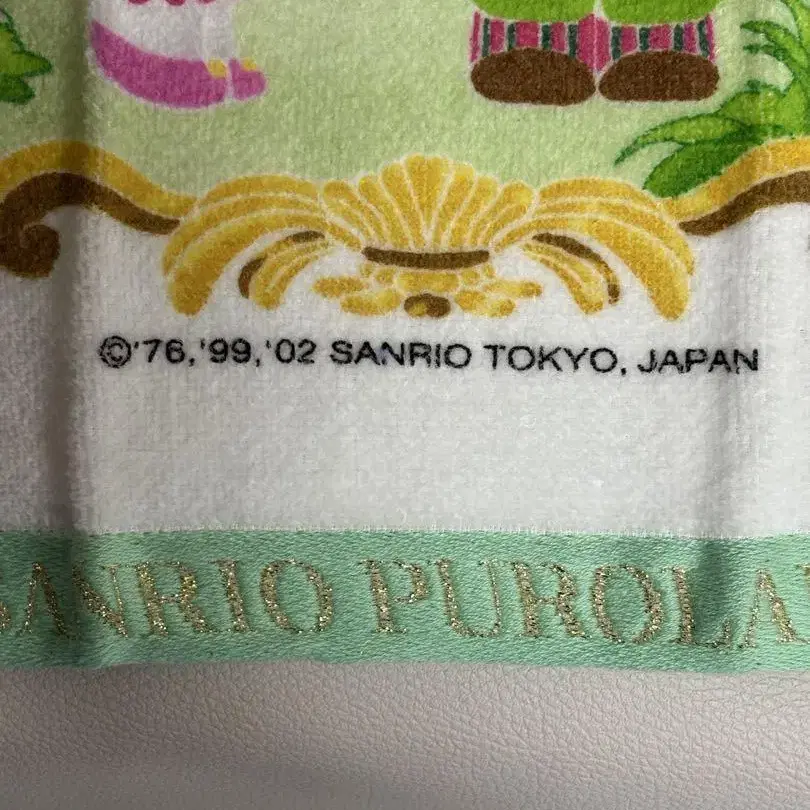 ©'76,'99,'02 SANRIO TOKYO, JAPAN
SANRIO PUROLA